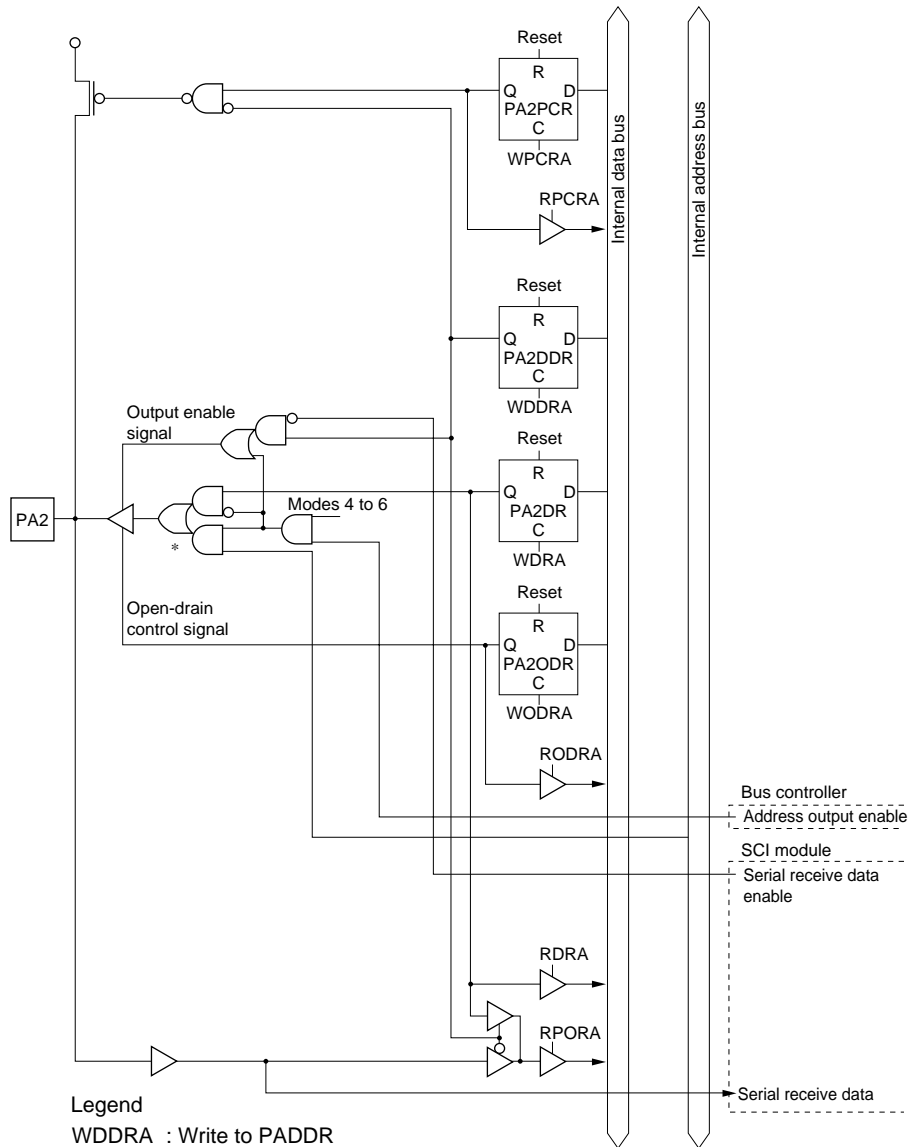 Reset
R
Q D
PA2PCR
C
WPCRA
RPCRA
Internal data bus
Internal address bus
Reset
R
Q D
PA2DDR
C
WDDRA
Output enable
signal
Reset
R
Q D
PA2DR
C
WDRA
Modes 4 to 6
PA2
*
Open-drain
control signal
Reset
R
Q D
PA2ODR
C
WODRA
RODRA
Bus controller
Address output enable
SCI module
Serial receive data
enable
RDRA
RPORA
Serial receive data
Legend
WDDRA : Write to PADDR